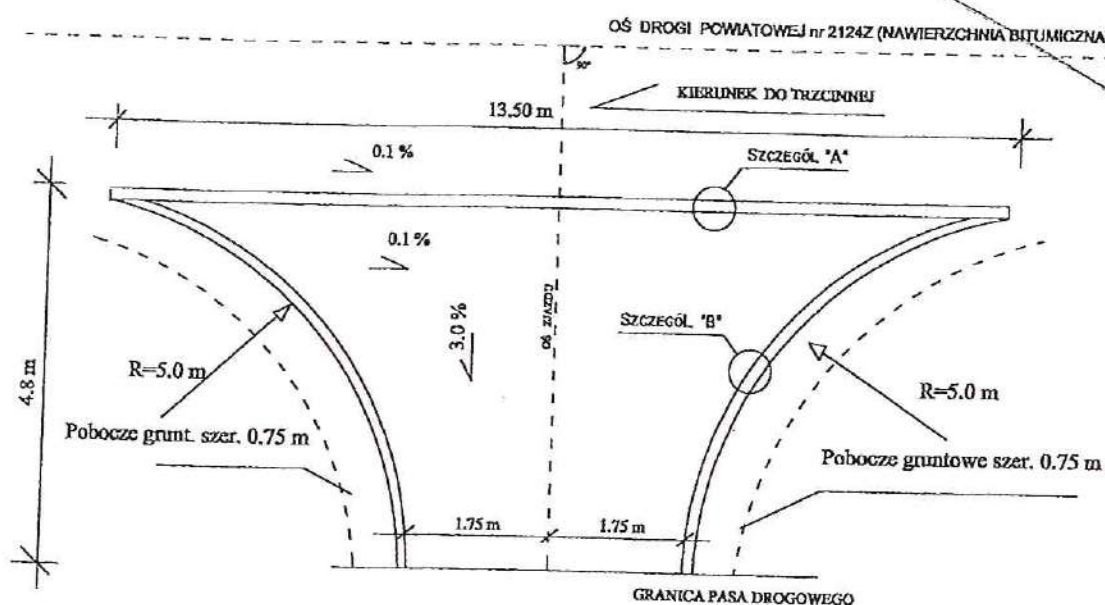 OŚ DROGI POWIATOWEJ nr 2124Z (NAWIERZCHNIA BITUMICZNA
90°
KIERUNEK DO TRZCINNEJ
13.50 m
0.1 %
SZCZEGÓŁ "A"
0.1 %
OŚ ZJAZDU
3.0 %
SZCZEGÓŁ "B"
4.8 m
R=5.0 m
R=5.0 m
Pobocze grunt. szer. 0.75 m
Pobocze gruntowe szer. 0.75 m
1.75 m
1.75 m
GRANICA PASA DROGOWEGO